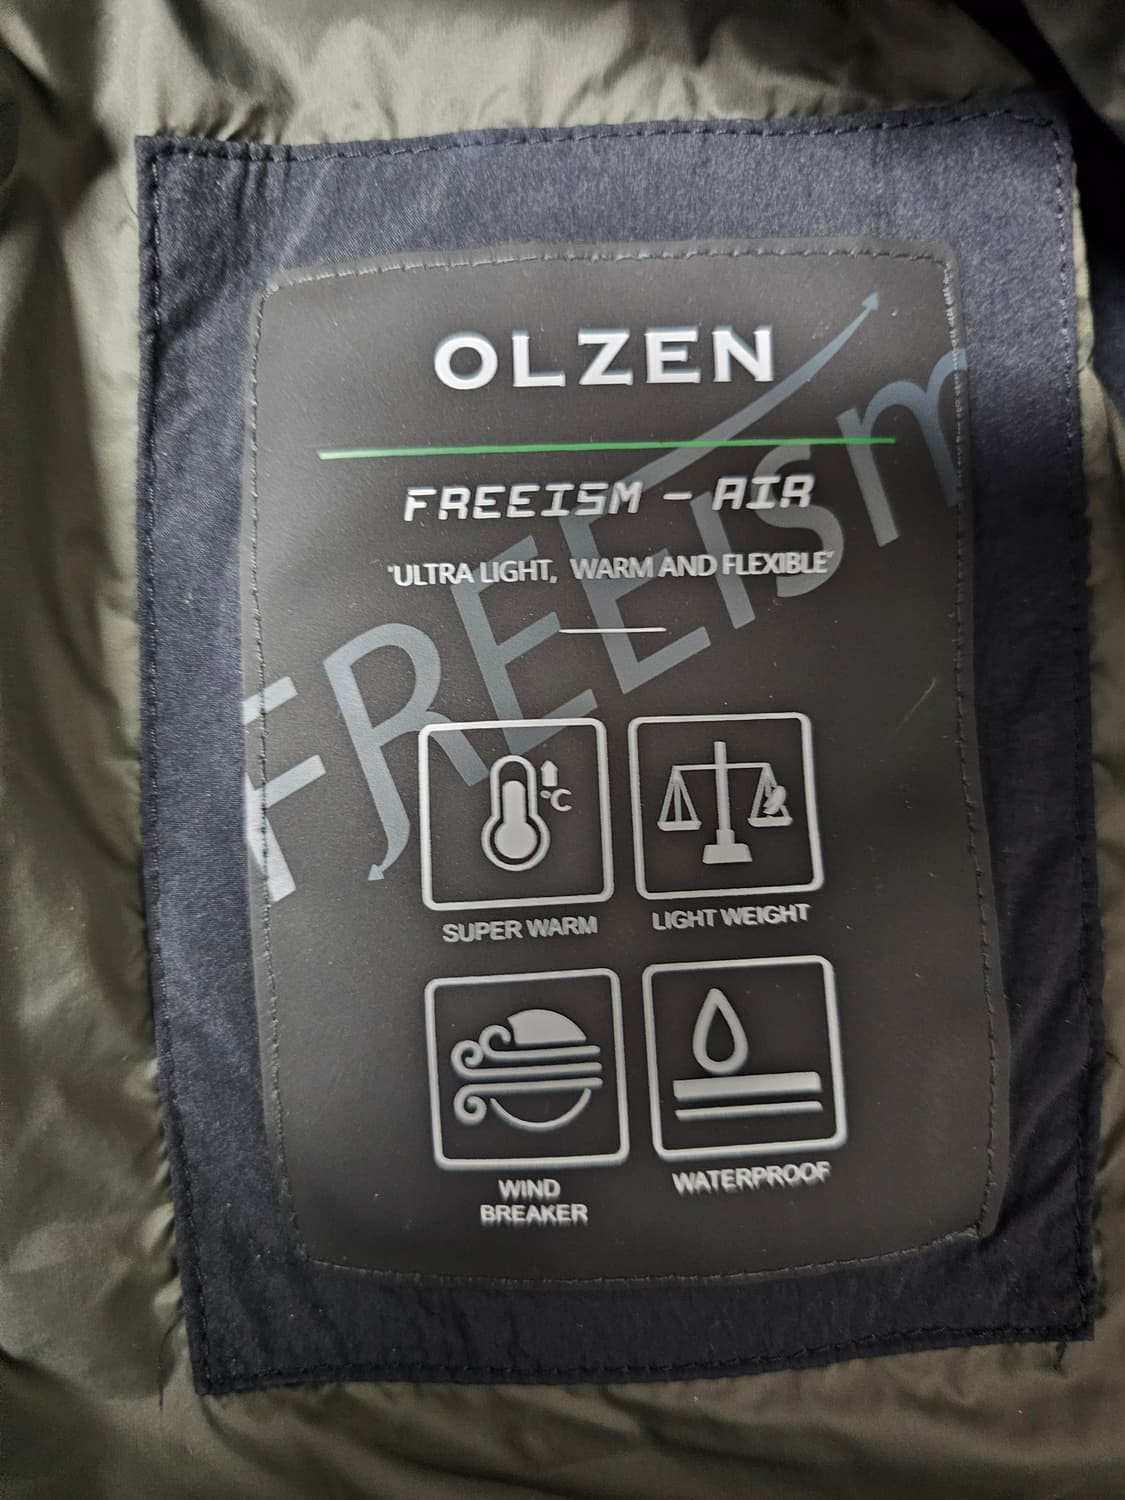 OLZEN
FREEISM - AIR
"ULTRA LIGHT, WARM AND FLEXIBLE"
FREEism
°C
SUPER WARM
LIGHT WEIGHT
WIND
BREAKER
WATERPROOF